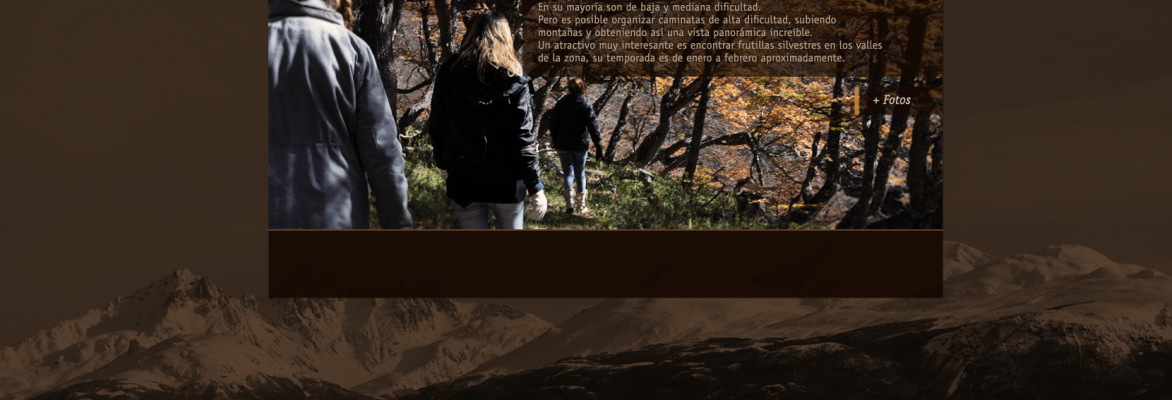 En su mayoría son de baja y mediana dificultad.
Pero es posible organizar caminatas de alta dificultad, subiendo
montañas y obteniendo así una vista panorámica increíble.
Un atractivo muy interesante es encontrar frutillas silvestres en los valles
de la zona, su temporada es de enero a febrero aproximadamente.
+ Fotos